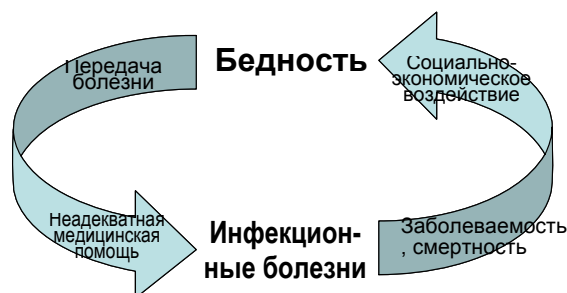 Бедность
Передача
болезни
Социально-
экономическое
воздействие
Неадекватная
медицинская
помощь
Инфекцион-
ные болезни
Заболеваемость
, смертность